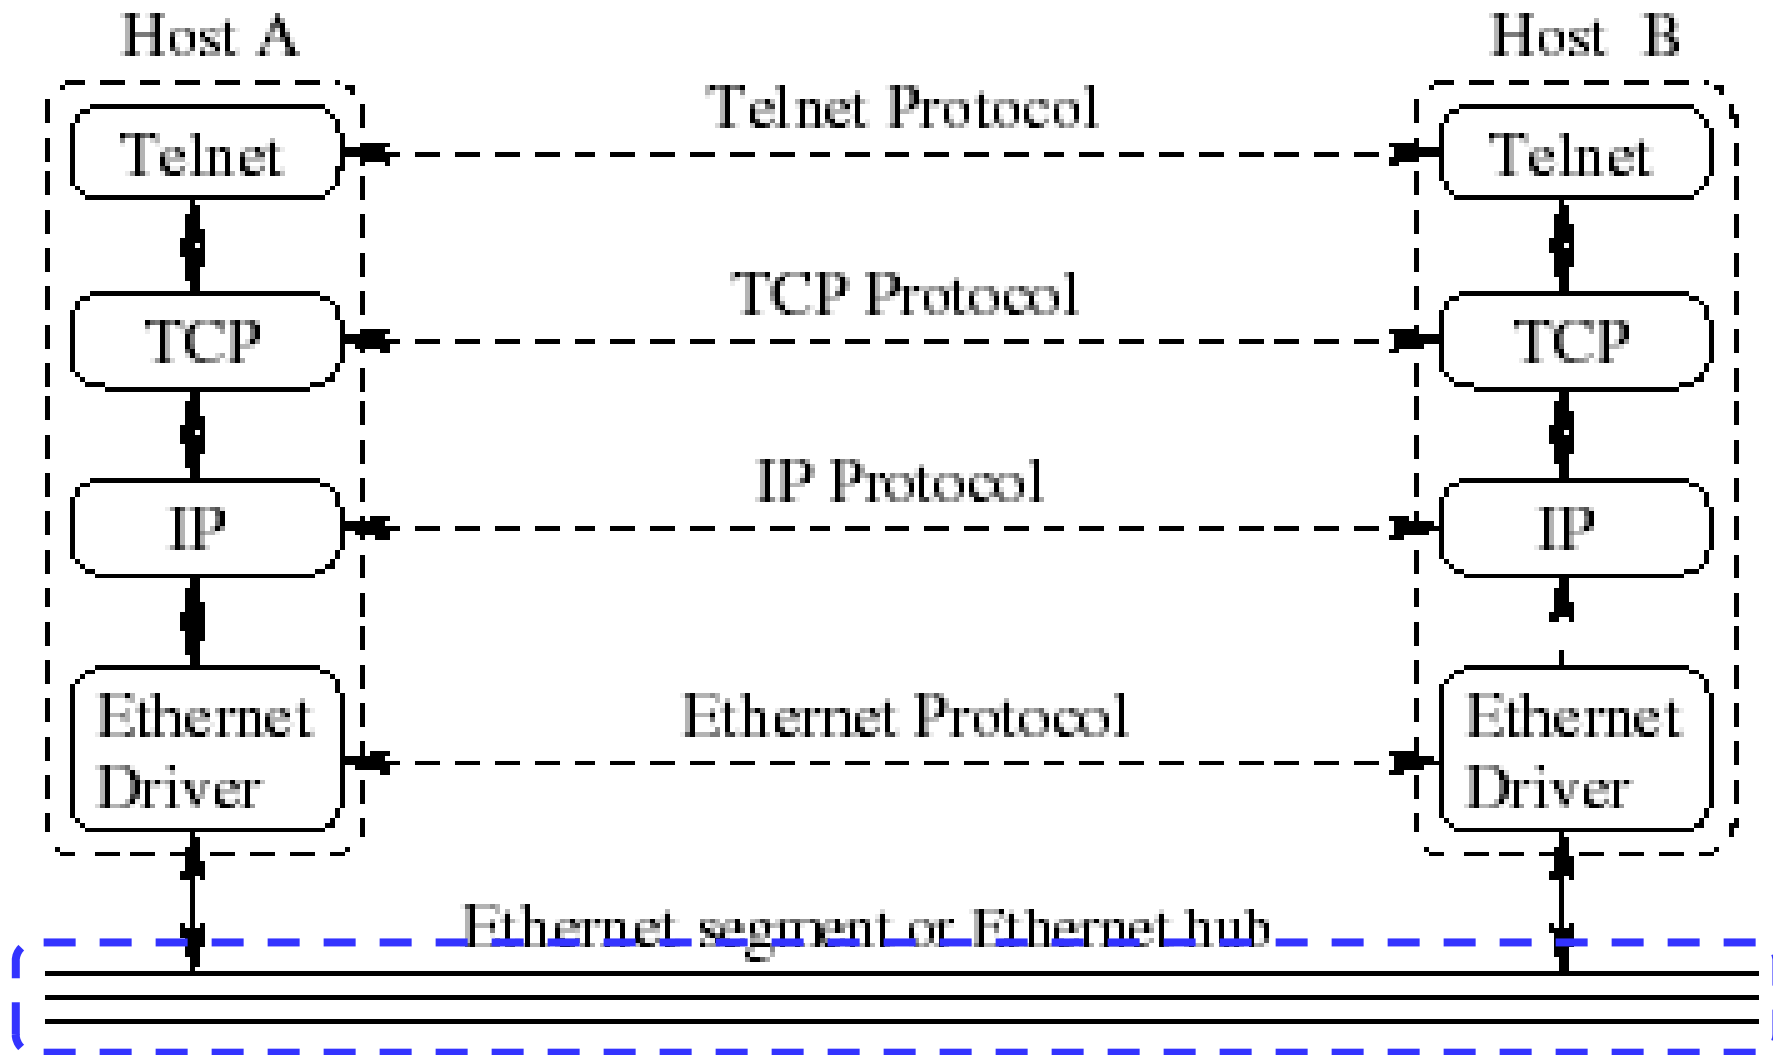 Host A
Host B
Telnet Protocol
Telnet
Telnet
TCP Protocol
TCP
TCP
IP Protocol
IP
IP
Ethernet Protocol
Ethernet
Driver
Ethernet
Driver
Ethernet segment or Ethernet hub